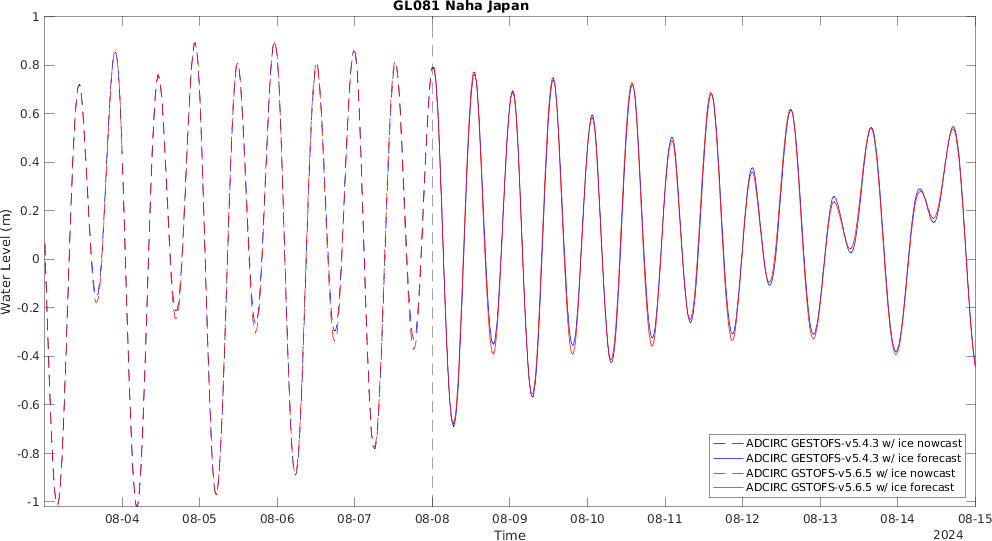 GL081 Naha Japan
1
0.8
0.6
0.4
0.2
0
-0.2
-0.4
-0.6
-0.8
-1
Water Level (m)
ADCIRC GESTOFS-v5.4.3 w/ ice nowcast
ADCIRC GESTOFS-v5.4.3 w/ ice forecast
ADCIRC GSTOFS-v5.6.5 w/ ice nowcast
ADCIRC GSTOFS-v5.6.5 w/ ice forecast
08-04 08-05 08-06 08-07 08-08 08-09 08-10 08-11 08-12 08-13 08-14 08-15
Time
2024